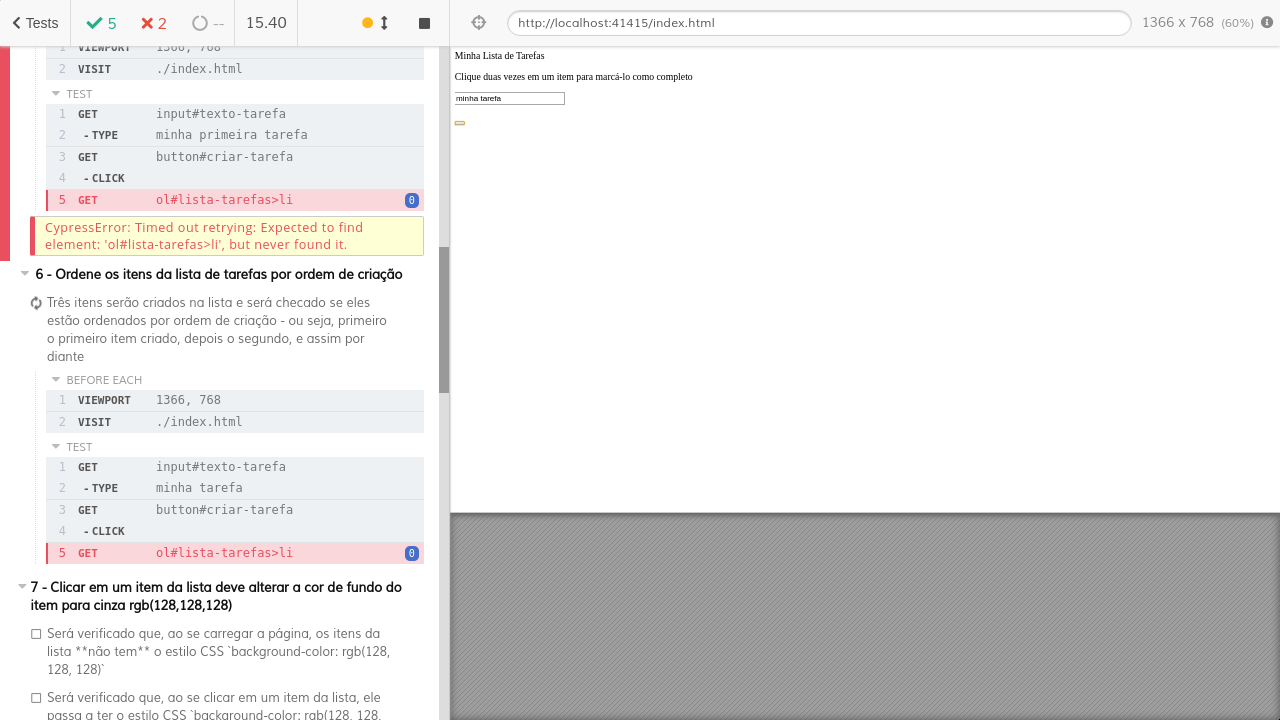 Tests 5 2 -- 15.40
http://localhost:41415/index.html 1366 x 768 (60%)
1 VIEWPORT 1366, 768
2 VISIT ./index.html
TEST
1 GET input#texto-tarefa
2 -TYPE minha primeira tarefa
3 GET button#criar-tarefa
4 -CLICK
5 GET ol#lista-tarefas>li 0
CypressError: Timed out retrying: Expected to find
element: 'ol#lista-tarefas>li', but never found it.
6 - Ordene os itens da lista de tarefas por ordem de criação
Três itens serão criados na lista e será checado se eles
estão ordenados por ordem de criação - ou seja, primeiro
o primeiro item criado, depois o segundo, e assim por
diante
BEFORE EACH
1 VIEWPORT 1366, 768
2 VISIT ./index.html
TEST
1 GET input#texto-tarefa
2 -TYPE minha tarefa
3 GET button#criar-tarefa
4 -CLICK
5 GET ol#lista-tarefas>li 0
7 - Clicar em um item da lista deve alterar a cor de fundo do
item para cinza rgb(128,128,128)
Será verificado que, ao se carregar a página, os itens da
lista **não tem** o estilo CSS `background-color: rgb(128,
128, 128)`
Será verificado que, ao se clicar em um item da lista, ele
passa a ter o estilo CSS `background-color: rgb(128, 128,
Minha Lista de Tarefas
Clique duas vezes em um item para marcá-lo como completo
minha tarefa